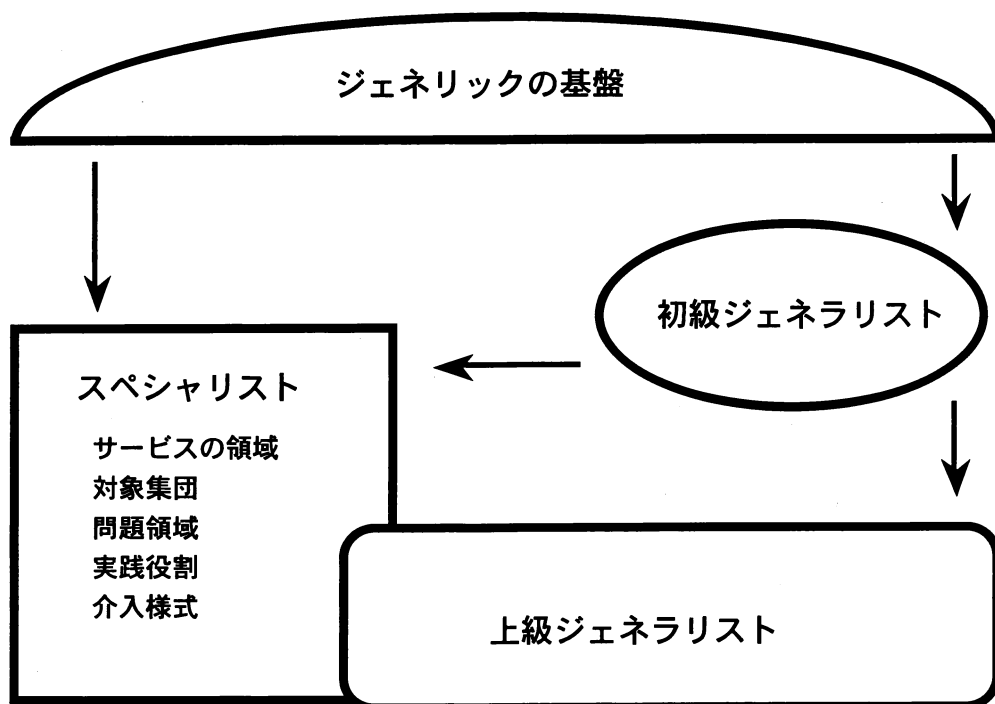 ジェネリックの基盤
初級ジェネラリスト
スペシャリスト
サービスの領域
対象集団
問題領域
実践役割
介入様式
上級ジェネラリスト